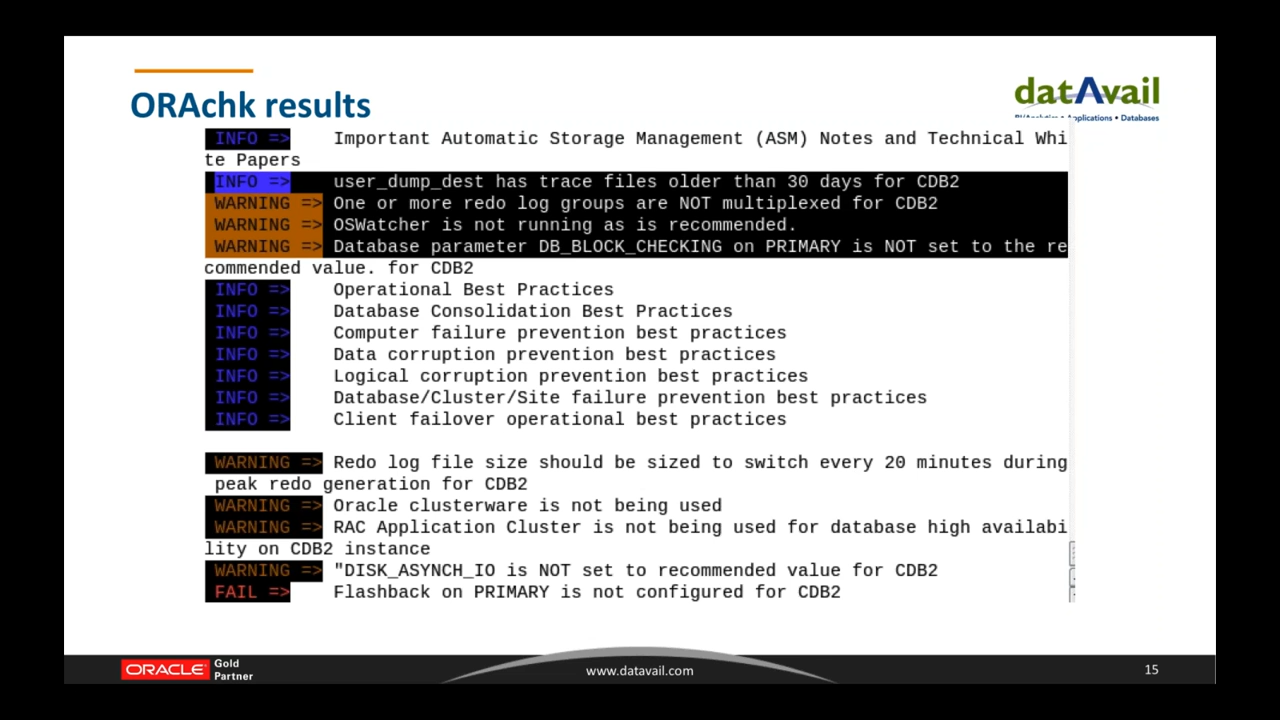 ORAchk results
datAvail
Applications • Databases
INFO => Important Automatic Storage Management (ASM) Notes and Technical Whi
te Papers
INFO => user_dump_dest has trace files older than 30 days for CDB2
WARNING => One or more redo log groups are NOT multiplexed for CDB2
WARNING => OSWatcher is not running as is recommended.
WARNING => Database parameter DB_BLOCK_CHECKING on PRIMARY is NOT set to the re
commended value. for CDB2
INFO => Operational Best Practices
INFO => Database Consolidation Best Practices
INFO => Computer failure prevention best practices
INFO => Data corruption prevention best practices
INFO => Logical corruption prevention best practices
INFO => Database/Cluster/Site failure prevention best practices
INFO => Client failover operational best practices
WARNING => Redo log file size should be sized to switch every 20 minutes during
peak redo generation for CDB2
WARNING => Oracle clusterware is not being used
WARNING => RAC Application Cluster is not being used for database high availabi
lity on CDB2 instance
WARNING => "DISK_ASYNCH_IO is NOT set to recommended value for CDB2
FAIL => Flashback on PRIMARY is not configured for CDB2
ORACLE Gold
Partner
www.datavail.com
15